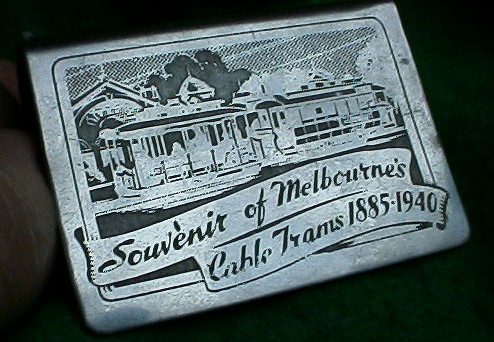 Souvenir of Melbourne's
Cable Trams 1885-1940